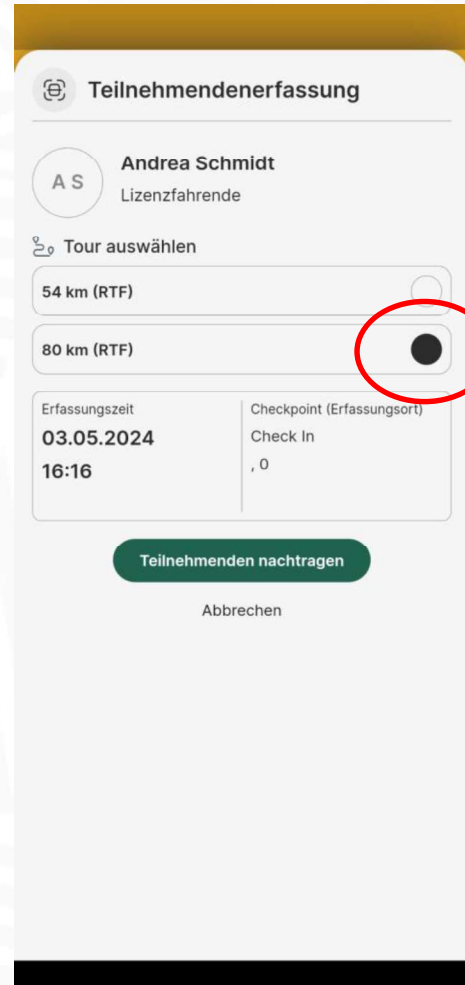 Teilnehmendenerfassung
A S
Andrea Schmidt
Lizenzfahrende
Tour auswählen
54 km (RTF)
80 km (RTF)
Erfassungszeit
03.05.2024
16:16
Checkpoint (Erfassungsort)
Check In
, 0
Teilnehmenden nachtragen
Abbrechen